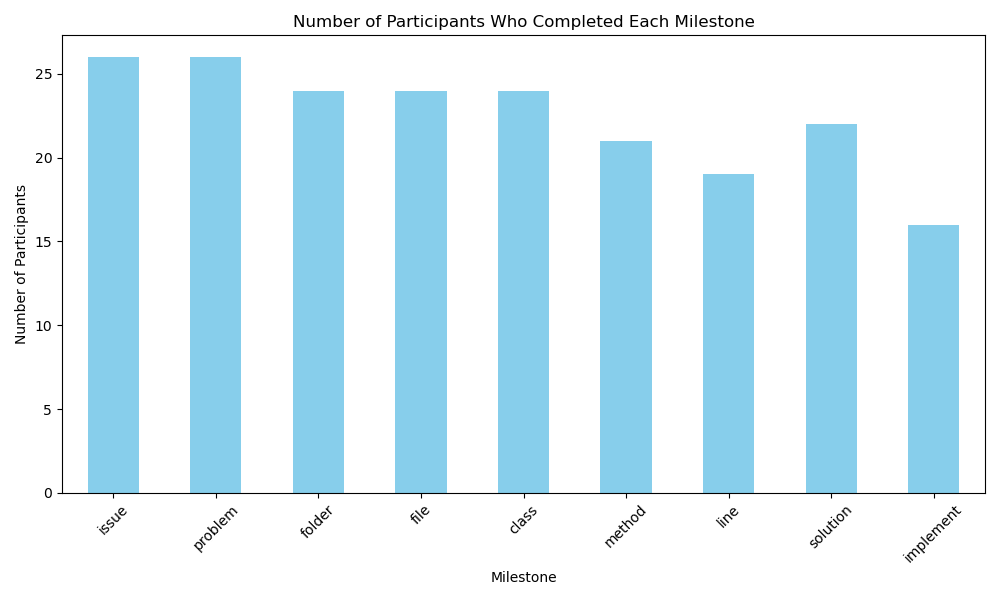 Number of Participants Who Completed Each Milestone
Number of Participants
25
20
15
10
5
0
issue
problem
folder
file
class
method
line
solution
implement
Milestone